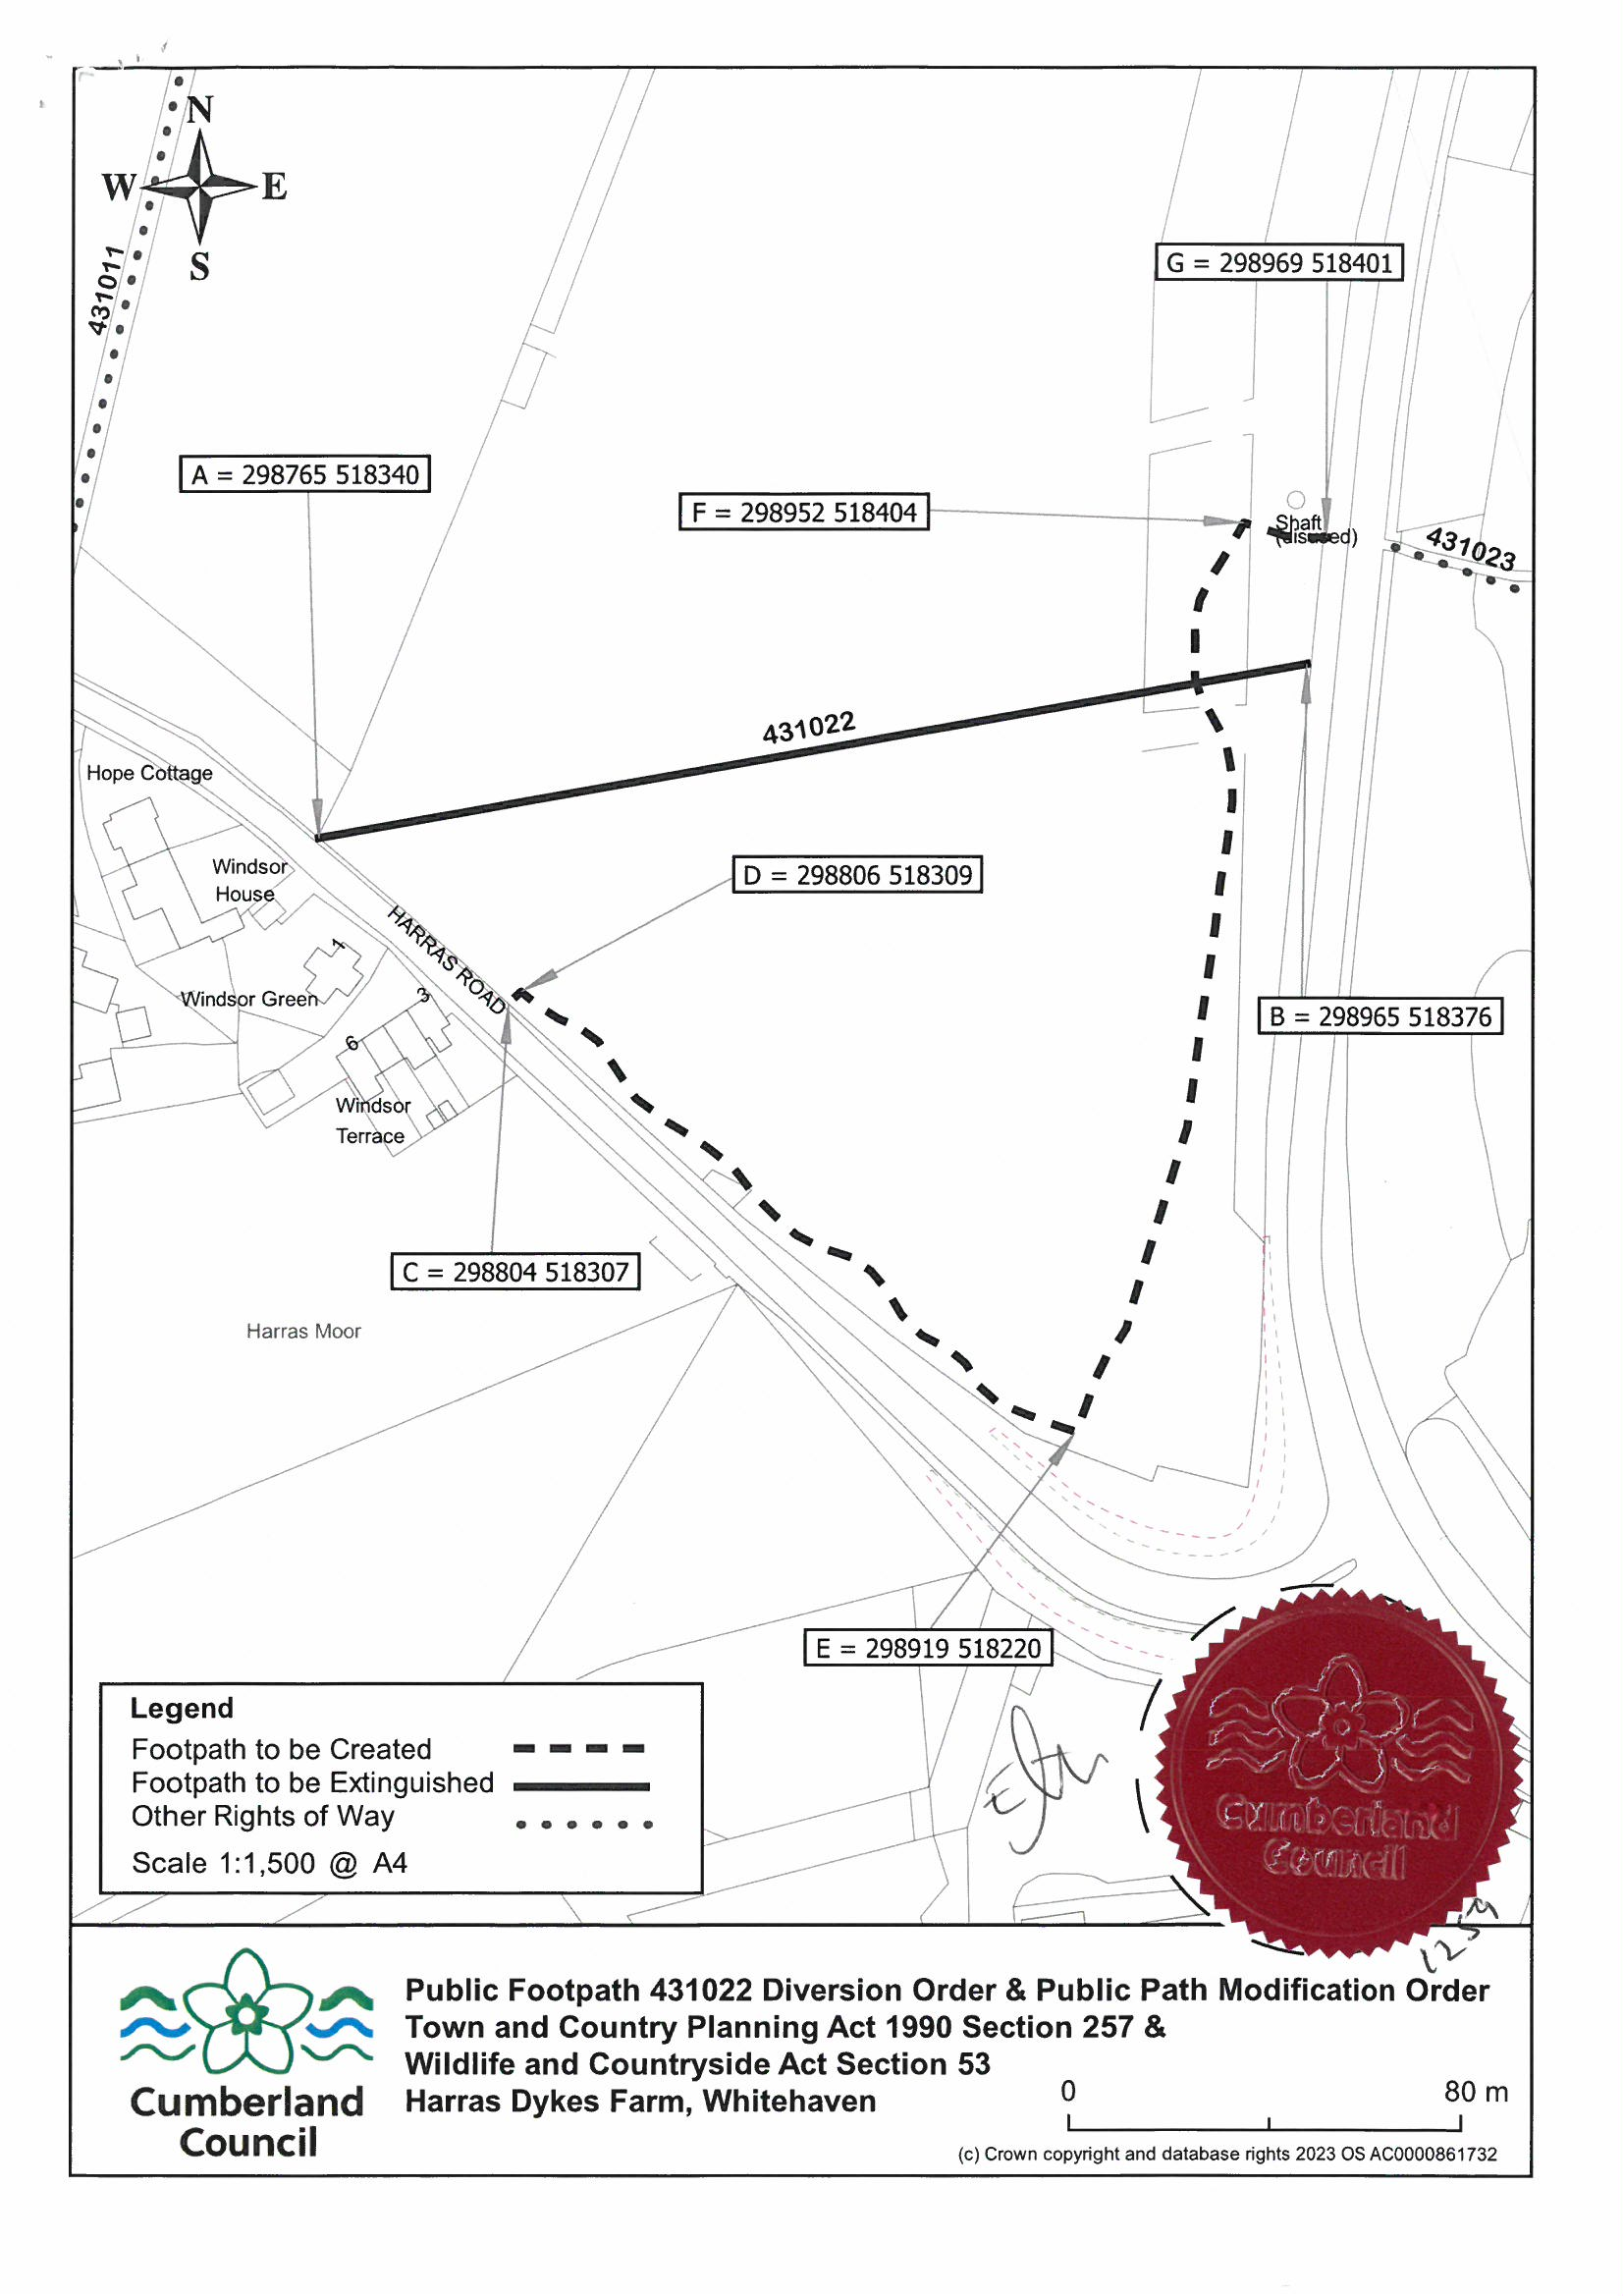 N
W E
S
431011
G = 298969 518401
A = 298765 518340
F = 298952 518404
Shaft
(disused)
431023
431022
Hope Cottage
Windsor
House
D = 298806 518309
HARRAS ROAD
1
Windsor Green
3
B = 298965 518376
6
Windsor
Terrace
C = 298804 518307
Harras Moor
E = 298919 518220
Legend
Footpath to be Created
Footpath to be Extinguished
Other Rights of Way
Scale 1:1,500 @ A4
Cumberland
Council
1259
Cumberland
Council
Public Footpath 431022 Diversion Order & Public Path Modification Order
Town and Country Planning Act 1990 Section 257 &
Wildlife and Countryside Act Section 53
Harras Dykes Farm, Whitehaven
0 80 m
(c) Crown copyright and database rights 2023 OS AC0000861732